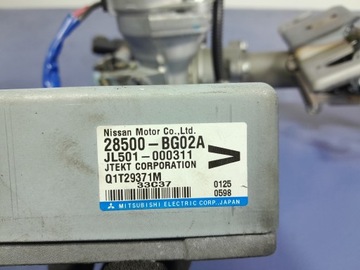 Nissan Motor Co.,Ltd.
28500-BG02A
JL501-000311
JTEKT CORPORATION
Q1T29371M
33C37
V
0125
0598
MITSUBISHI ELECTRIC CORP.,JAPAN